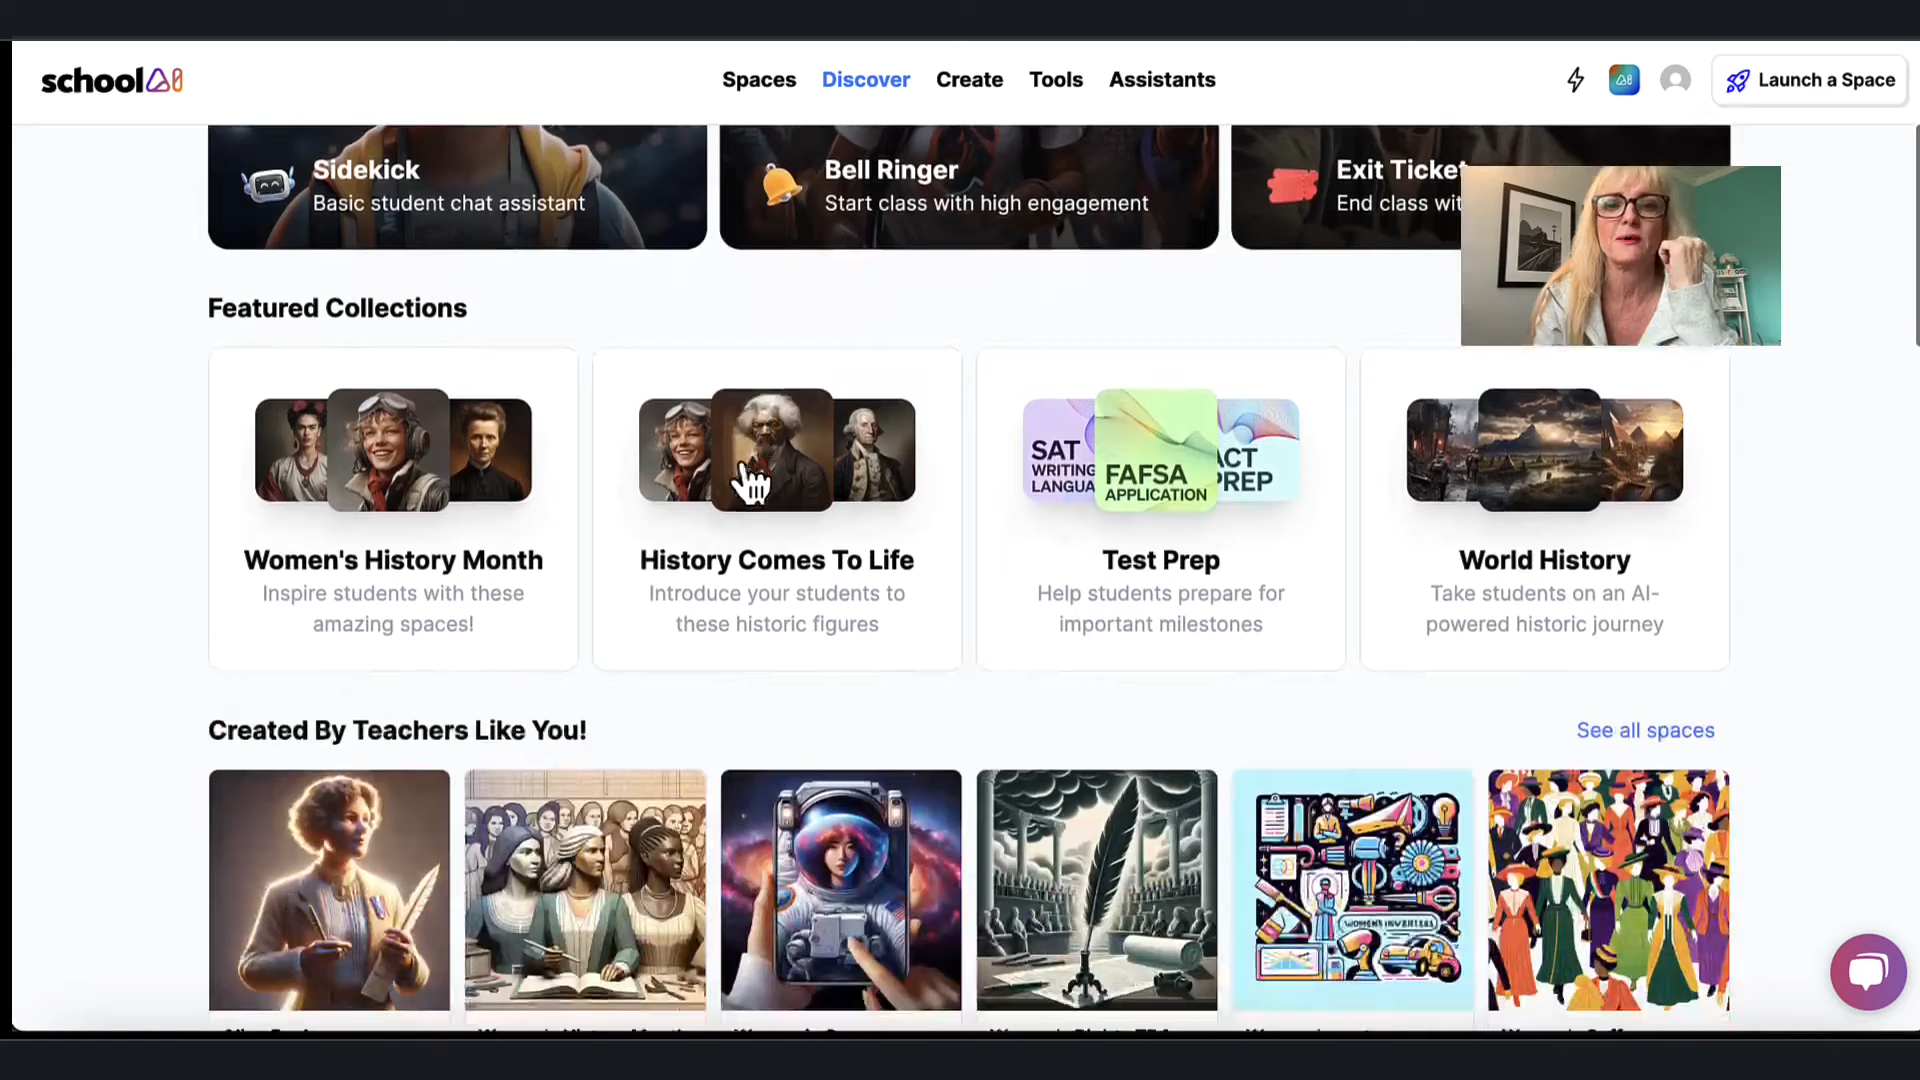 schoolAI
Spaces
Discover
Create
Tools
Assistants
Launch a Space
Sidekick
Basic student chat assistant
Bell Ringer
Start class with high engagement
Exit Ticket
End class wit
Featured Collections
SAT
WRITING
LANGUA
FAFSA
APPLICATION
ACT
PREP
Women's History Month
Inspire students with these
amazing spaces!
History Comes To Life
Introduce your students to
these historic figures
Test Prep
Help students prepare for
important milestones
World History
Take students on an AI-
powered historic journey
Created By Teachers Like You!
See all spaces